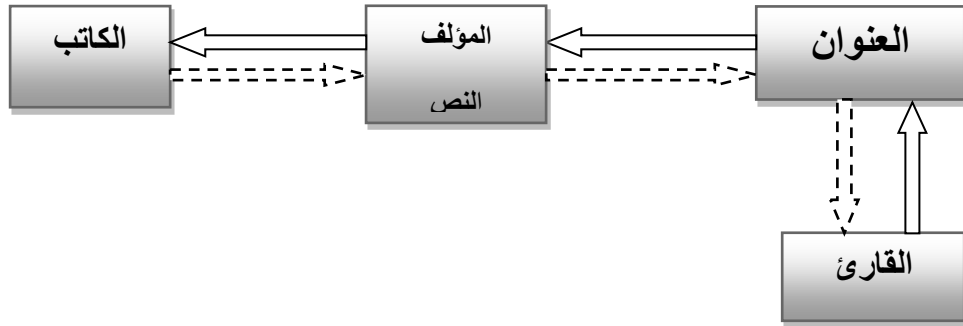 العنوان
المؤلف
النص
الكاتب
القارئ